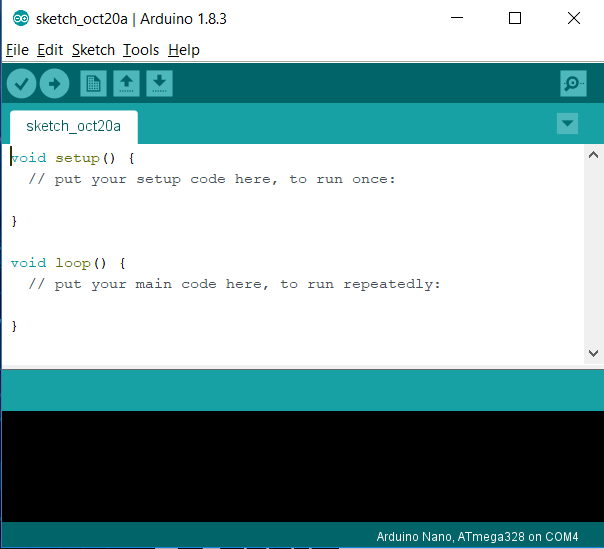 sketch_oct20a | Arduino 1.8.3
File Edit Sketch Tools Help
sketch_oct20a
void setup() {
  // put your setup code here, to run once:
}
void loop() {
  // put your main code here, to run repeatedly:
}
Arduino Nano, ATmega328 on COM4